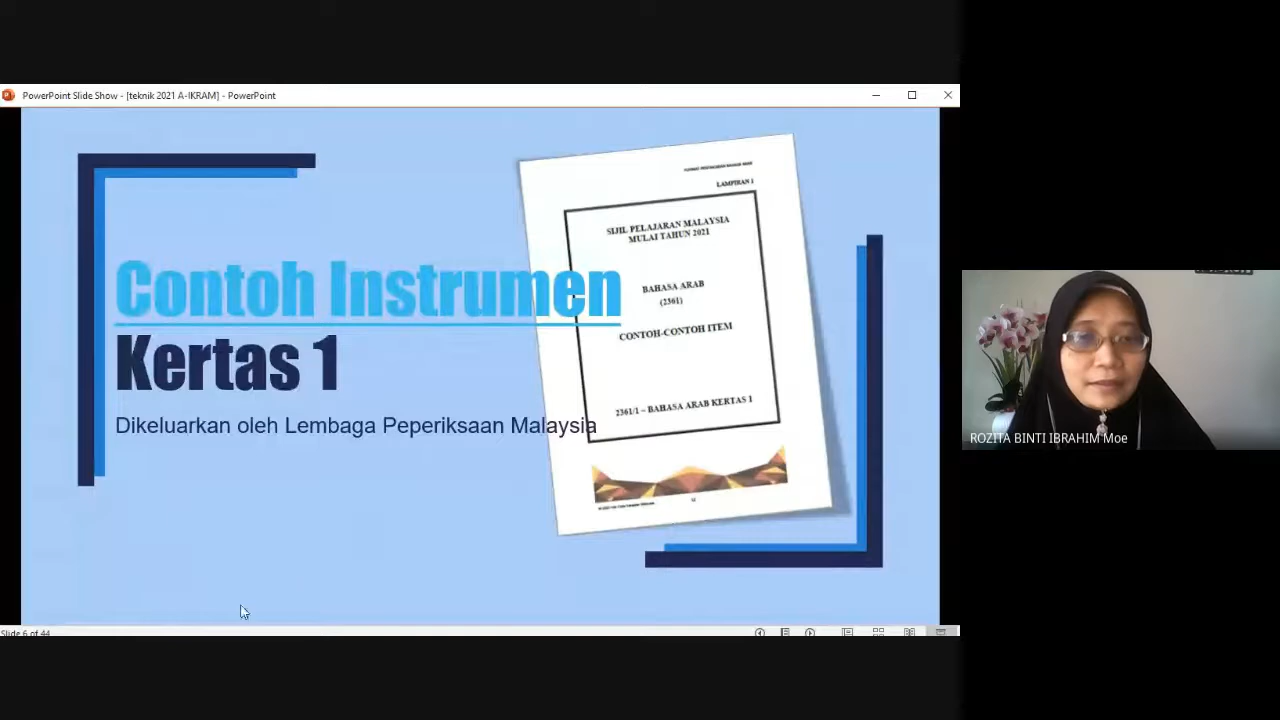 PowerPoint Slide Show - [teknik 2021 A-IKRAM] - PowerPoint
LAMPIRAN 1
SIJIL PELAJARAN MALAYSIA
MULAI TAHUN 2021
BAHASA ARAB
(2361)
CONTOH-CONTOH ITEM
2361/1 – BAHASA ARAB KERTAS 1
Contoh Instrumen
Kertas 1
Dikeluarkan oleh Lembaga Peperiksaan Malaysia
Slide 6 of 44
ROZITA BINTI IBRAHIM Moe